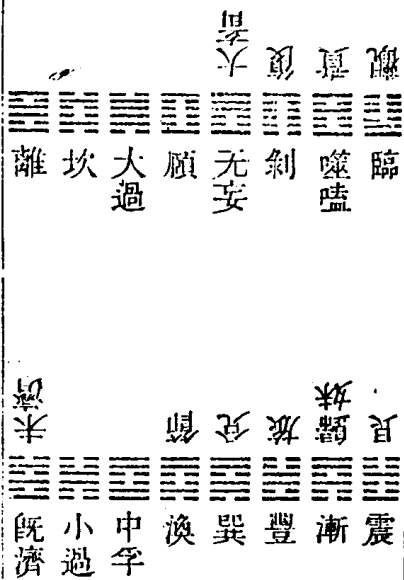 觀
臨
賁
噬嗑
復
剝
大畜
无妄
頤
大過
坎
離
艮
震
歸妹
漸
旅
豐
兌
巽
節
渙
中孚
小過
未濟
既濟